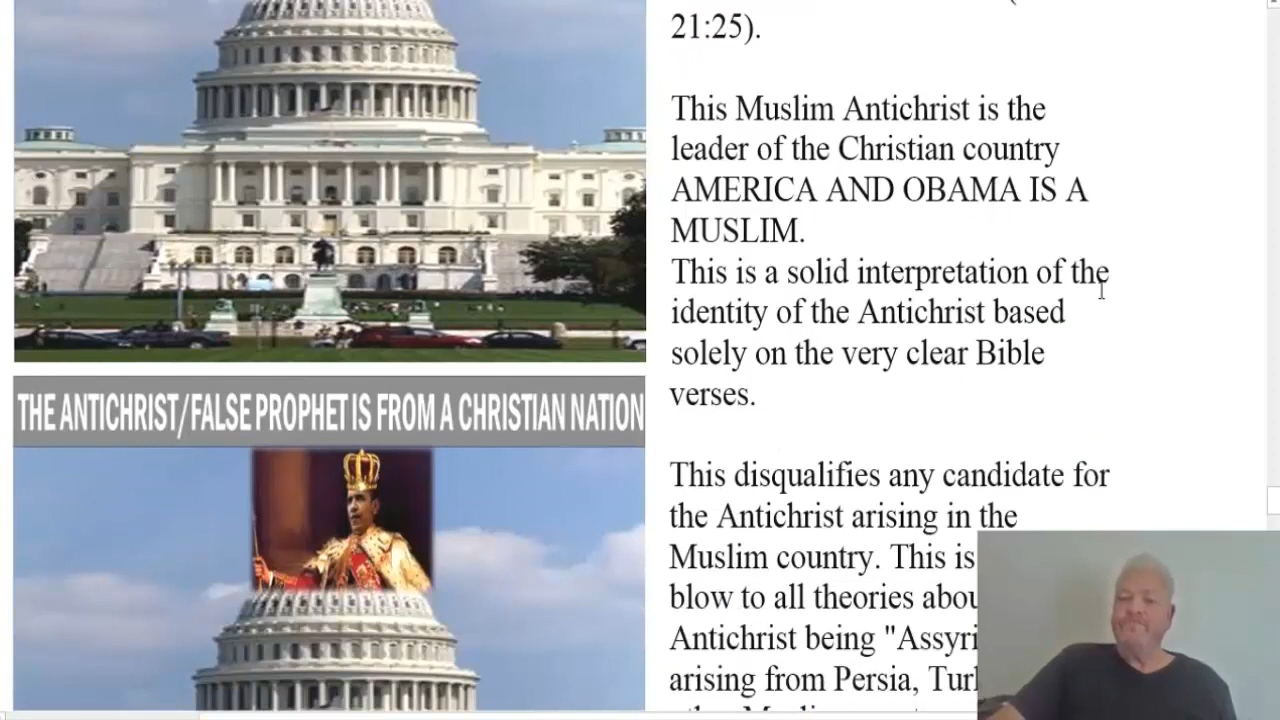 21:25).
This Muslim Antichrist is the
leader of the Christian country
AMERICA AND OBAMA IS A
MUSLIM.
This is a solid interpretation of the
identity of the Antichrist based
solely on the very clear Bible
verses.
THE ANTICHRIST/FALSE PROPHET IS FROM A CHRISTIAN NATION
This disqualifies any candidate for
the Antichrist arising in the
Muslim country. This is
blow to all theories
Antichrist being
arising from Persia,